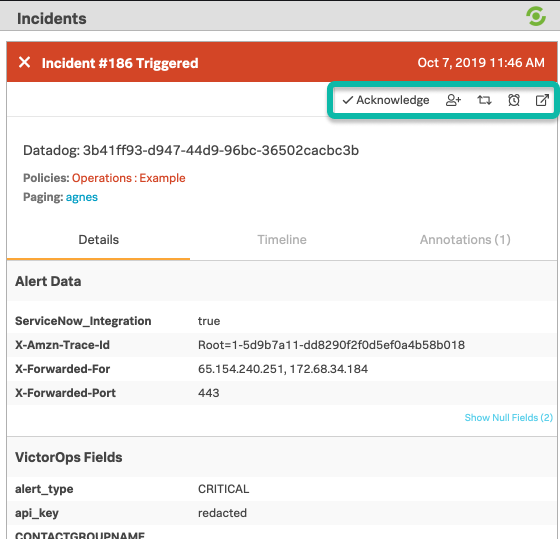 Incidents
Incident #186 Triggered Oct 7, 2019 11:46 AM
Acknowledge
Datadog: 3b41ff93-d947-44d9-96bc-36502cacbc3b
Policies: Operations : Example
Paging: agnes
Details Timeline Annotations (1)
Alert Data
ServiceNow_Integration true
X-Amzn-Trace-Id Root=1-5d9b7a11-dd8290f2f0d5ef0a4b58b018
X-Forwarded-For 65.154.240.251, 172.68.34.184
X-Forwarded-Port 443
Show Null Fields (2)
VictorOps Fields
alert_type CRITICAL
api_key redacted
CONTACTGROUPNAME